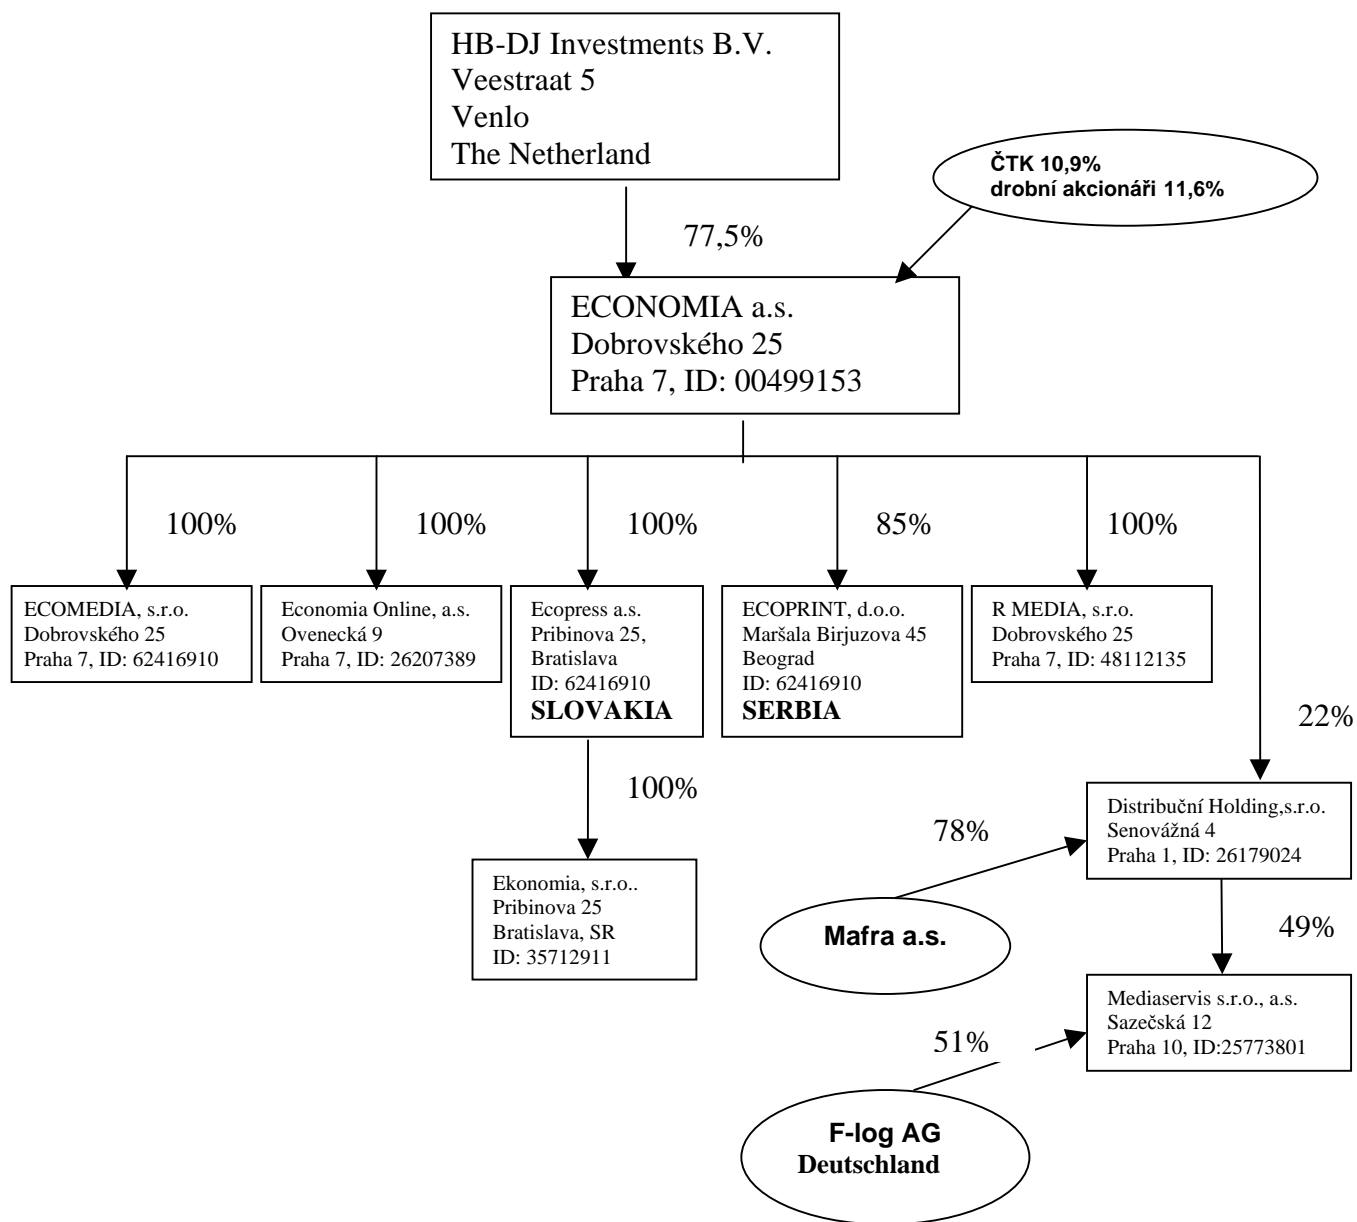 HB-DJ Investments B.V.
Veestraat 5
Venlo
The Netherland
ČTK 10,9%
drobní akcionáři 11,6%
77,5%
ECONOMIA a.s.
Dobrovského 25
Praha 7, ID: 00499153
100%
100%
100%
85%
100%
ECOMEDIA, s.r.o.
Dobrovského 25
Praha 7, ID: 62416910
Economia Online, a.s.
Ovenecká 9
Praha 7, ID: 26207389
Ecopress a.s.
Pribinova 25,
Bratislava
ID: 62416910
SLOVAKIA
ECOPRINT, d.o.o.
Maršala Birjuzova 45
Beograd
ID: 62416910
SERBIA
R MEDIA, s.r.o.
Dobrovského 25
Praha 7, ID: 48112135
22%
100%
Ekonomia, s.r.o..
Pribinova 25
Bratislava, SR
ID: 35712911
78%
Distribuční Holding,s.r.o.
Senovážná 4
Praha 1, ID: 26179024
Mafra a.s.
49%
Mediaservis s.r.o., a.s.
Sazečská 12
Praha 10, ID:25773801
51%
F-log AG
Deutschland